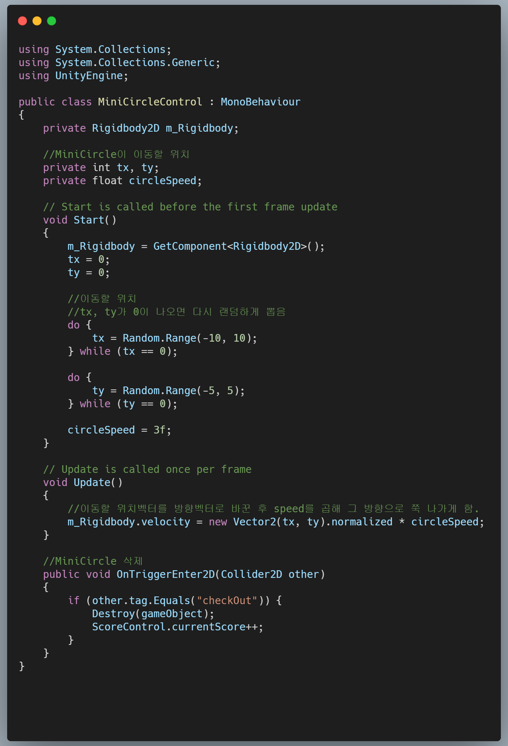 using System.Collections;
using System.Collections.Generic;
using UnityEngine;

public class MiniCircleControl : MonoBehaviour
{
    private Rigidbody2D m_Rigidbody;

    //MiniCircle이 이동할 위치
    private int tx, ty;
    private float circleSpeed;

    // Start is called before the first frame update
    void Start()
    {
        m_Rigidbody = GetComponent<Rigidbody2D>();
        tx = 0;
        ty = 0;

        //이동할 위치
        //tx, ty가 0이 나오면 다시 랜덤하게 뽑음
        do {
            tx = Random.Range(-10, 10);
        } while (tx == 0);

        do {
            ty = Random.Range(-5, 5);
        } while (ty == 0);

        circleSpeed = 3f;
    }

    // Update is called once per frame
    void Update()
    {
        //이동할 위치벡터를 방향벡터로 바꾼 후 speed를 곱해 그 방향으로 쭉 나가게 함.
        m_Rigidbody.velocity = new Vector2(tx, ty).normalized * circleSpeed;
    }

    //MiniCircle 삭제
    public void OnTriggerEnter2D(Collider2D other)
    {
        if (other.tag.Equals("checkOut")) {
            Destroy(gameObject);
            ScoreControl.currentScore++;
        }
    }
}